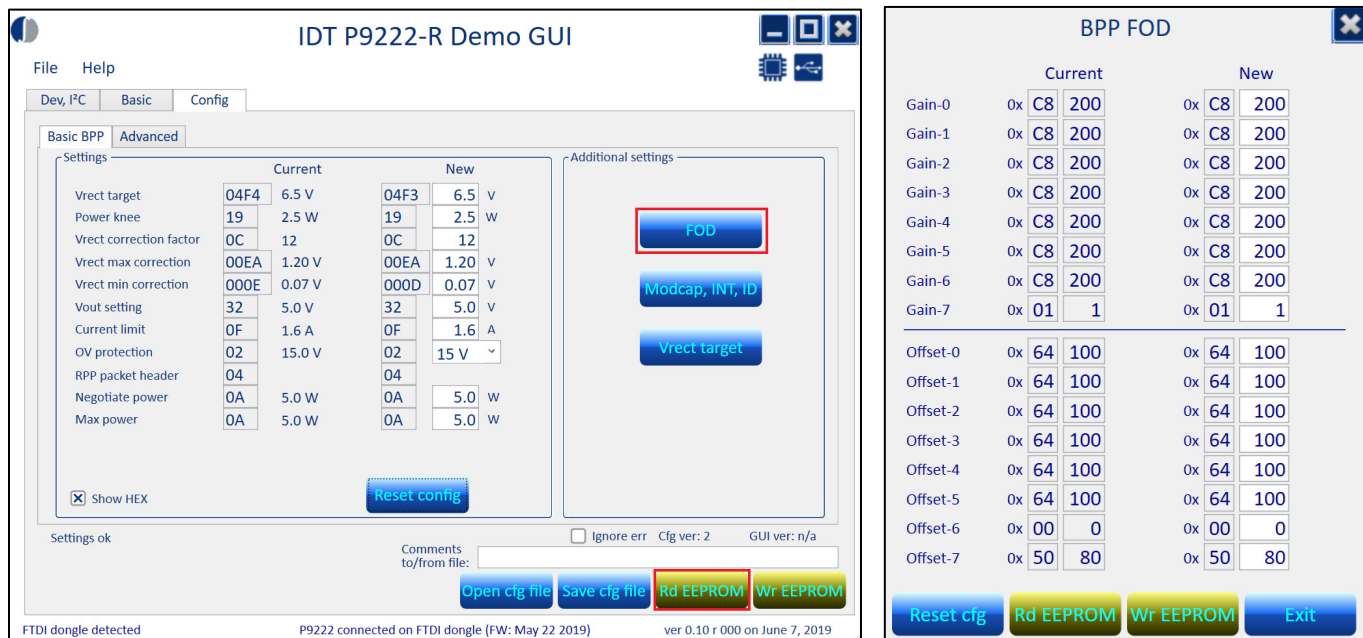 IDT P9222-R Demo GUI
File Help
Dev, I²C Basic Config
Basic BPP Advanced
Settings
Current New
Vrect target 04F4 6.5 V 04F3 6.5 V
Power knee 19 2.5 W 19 2.5 W
Vrect correction factor 0C 12 0C 12
Vrect max correction 00EA 1.20 V 00EA 1.20 V
Vrect min correction 000E 0.07 V 000D 0.07 V
Vout setting 32 5.0 V 32 5.0 V
Current limit 0F 1.6 A 0F 1.6 A
OV protection 02 15.0 V 02 15 V
RPP packet header 04 04
Negotiate power 0A 5.0 W 0A 5.0 W
Max power 0A 5.0 W 0A 5.0 W
Show HEX
Reset config
Additional settings
FOD
Modcap, INT, ID
Vrect target
Settings ok
Ignore err Cfg ver: 2 GUI ver: n/a
Comments
to/from file:
Open cfg file Save cfg file Rd EEPROM Wr EEPROM
FTDI dongle detected P9222 connected on FTDI dongle (FW: May 22 2019) ver 0.10 r 000 on June 7, 2019
BPP FOD
Current New
Gain-0 0x C8 200 0x C8 200
Gain-1 0x C8 200 0x C8 200
Gain-2 0x C8 200 0x C8 200
Gain-3 0x C8 200 0x C8 200
Gain-4 0x C8 200 0x C8 200
Gain-5 0x C8 200 0x C8 200
Gain-6 0x C8 200 0x C8 200
Gain-7 0x 01 1 0x 01 1
Offset-0 0x 64 100 0x 64 100
Offset-1 0x 64 100 0x 64 100
Offset-2 0x 64 100 0x 64 100
Offset-3 0x 64 100 0x 64 100
Offset-4 0x 64 100 0x 64 100
Offset-5 0x 64 100 0x 64 100
Offset-6 0x 00 0 0x 00 0
Offset-7 0x 50 80 0x 50 80
Reset cfg Rd EEPROM Wr EEPROM Exit